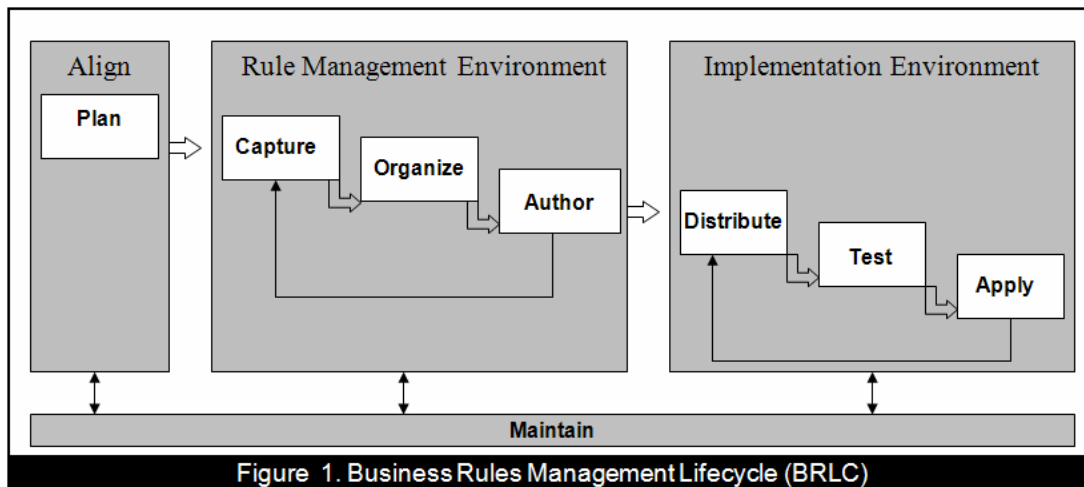 Align
Plan
Rule Management Environment
Capture
Organize
Author
Implementation Environment
Distribute
Test
Apply
Maintain
Figure 1. Business Rules Management Lifecycle (BRLC)